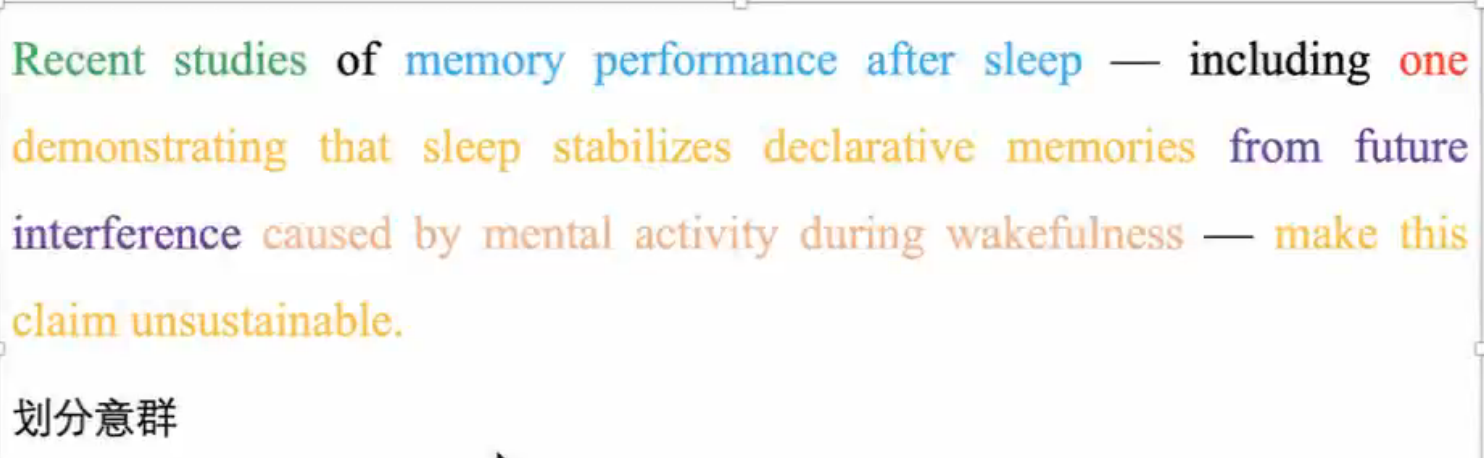 Recent studies of memory performance after sleep — including one
demonstrating that sleep stabilizes declarative memories from future
interference caused by mental activity during wakefulness — make this
claim unsustainable.
划分意群